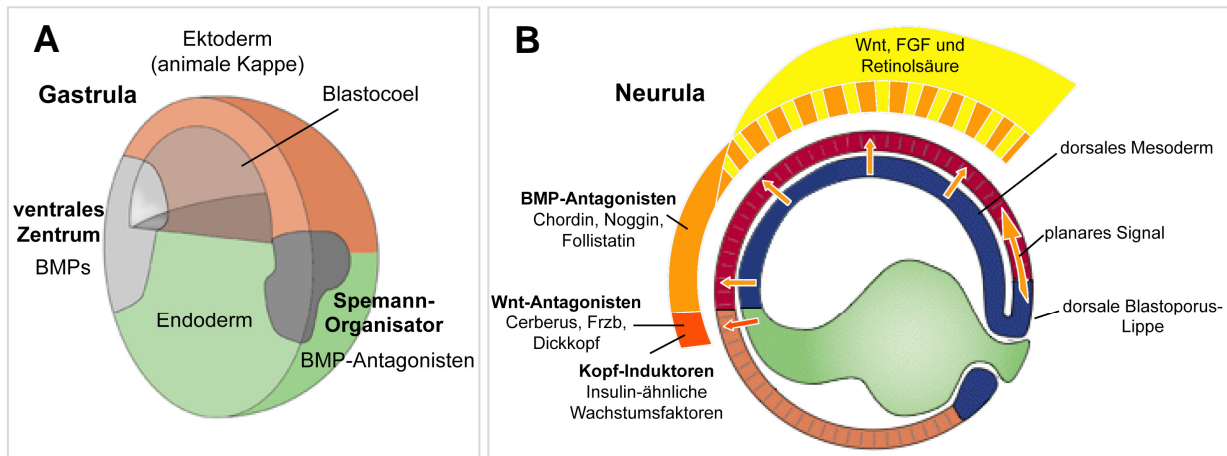 A
Ektoderm
(animale Kappe)
Gastrula
Blastocoel
ventrales
Zentrum
BMPs
Endoderm
Spemann-
Organisator
BMP-Antagonisten
B
Wnt, FGF und
Retinolsäure
Neurula
dorsales Mesoderm
BMP-Antagonisten
Chordin, Noggin,
Follistatin
planares Signal
Wnt-Antagonisten
Cerberus, Frzb,
Dickkopf
dorsale Blastoporus-
Lippe
Kopf-Induktoren
Insulin-ähnliche
Wachstumsfaktoren